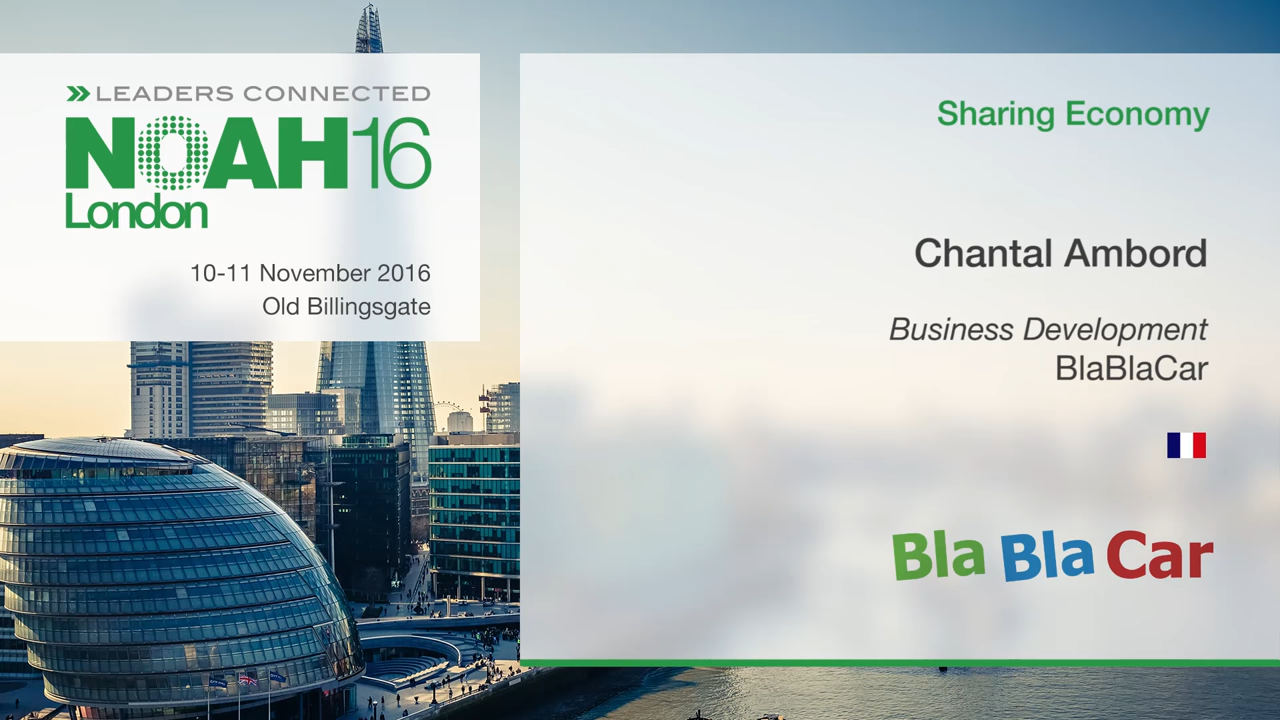 LEADERS CONNECTED
NOAH16
London
10-11 November 2016
Old Billingsgate
Sharing Economy
Chantal Ambord
Business Development
BlaBlaCar
Bla Bla Car